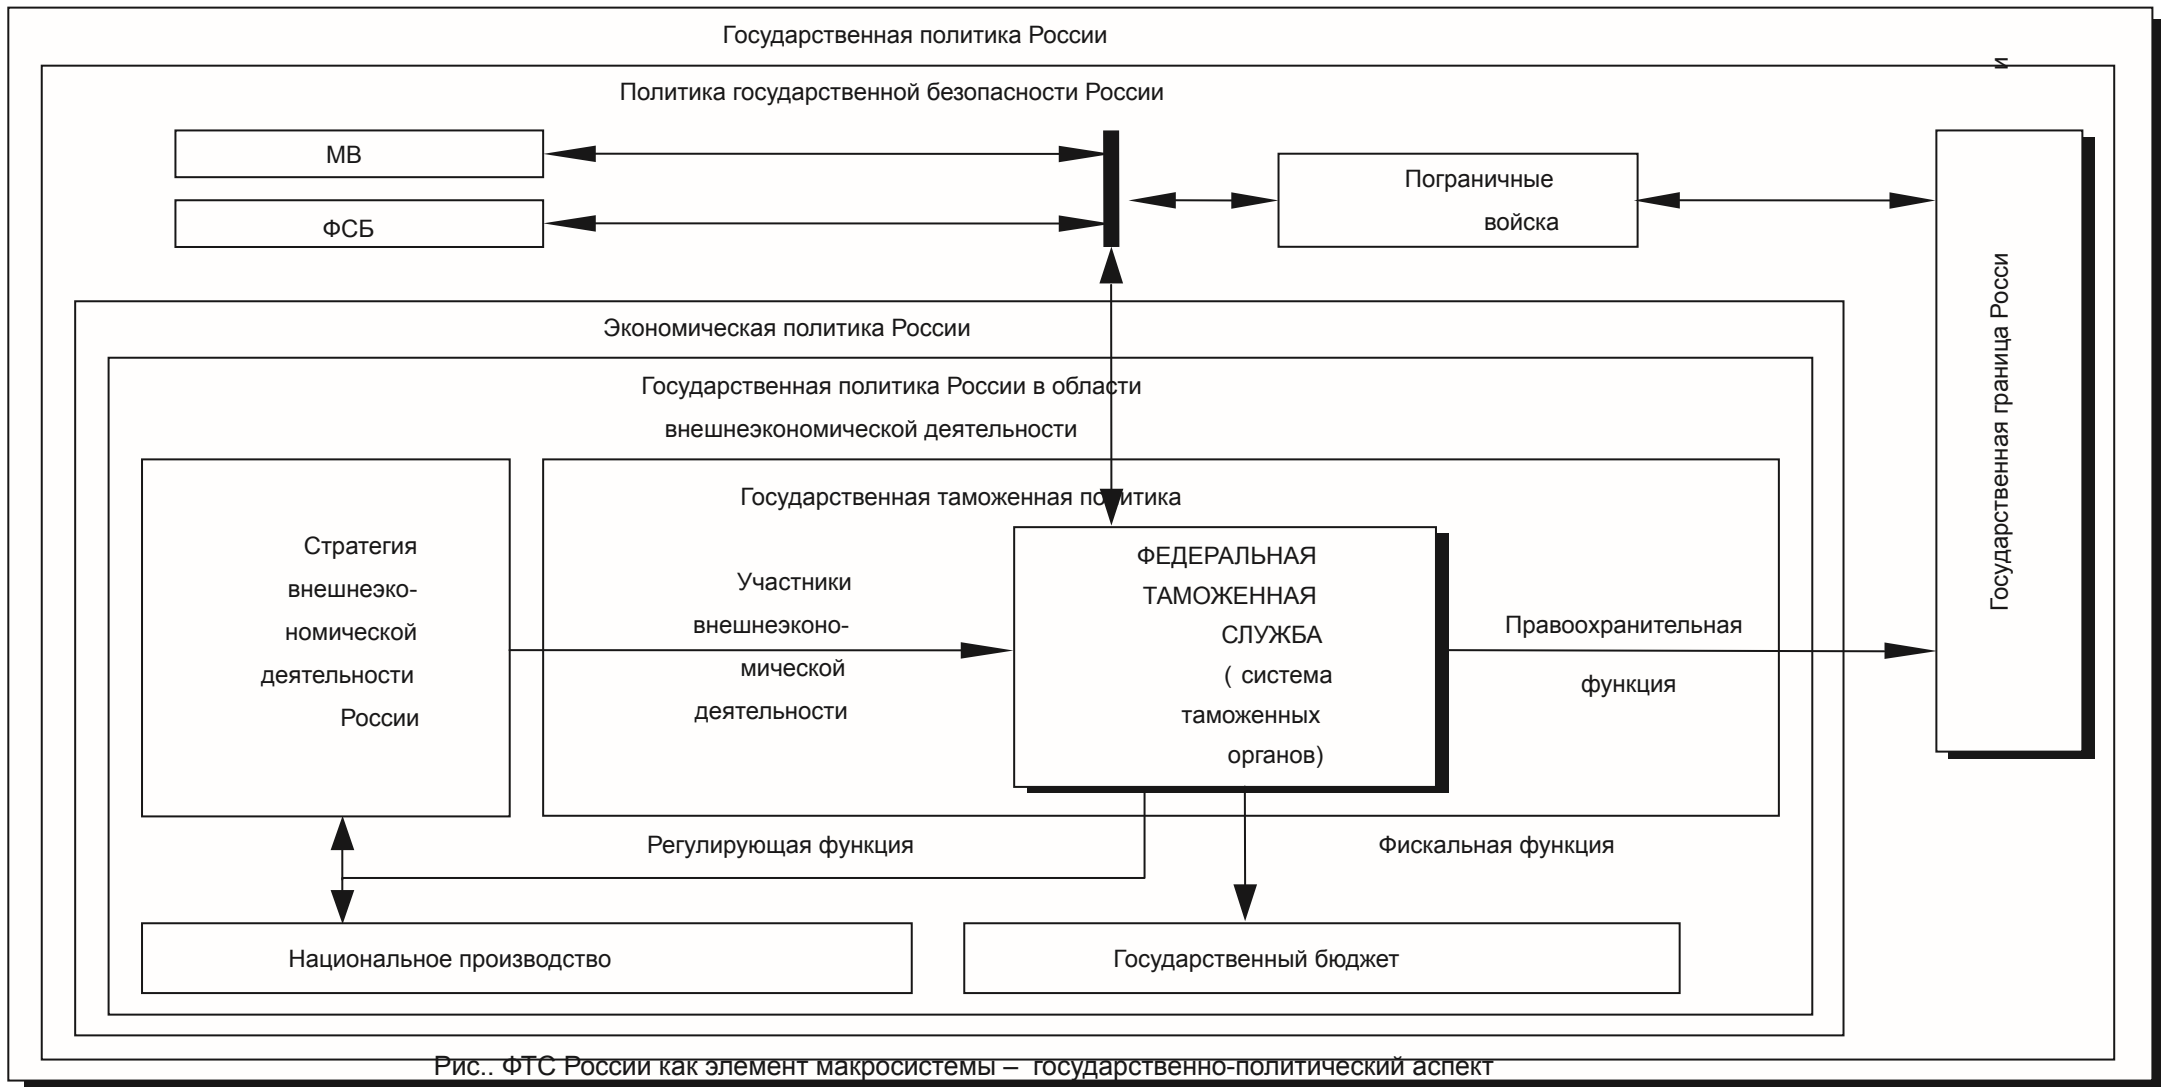 Государственная политика России
Политика государственной безопасности России
МВ
ФСБ
Пограничные
войска
Государственная граница Росси
и
Экономическая политика России
Государственная политика России в области
внешнеэкономической деятельности
Стратегия
внешнеэко-
номической
деятельности
России
Государственная таможенная политика
Участники
внешнеэконо-
мической
деятельности
ФЕДЕРАЛЬНАЯ
ТАМОЖЕННАЯ
СЛУЖБА
( система
таможенных
органов)
Правоохранительная
функция
Регулирующая функция
Фискальная функция
Национальное производство
Государственный бюджет
Рис.. ФТС России как элемент макросистемы – государственно-политический аспект